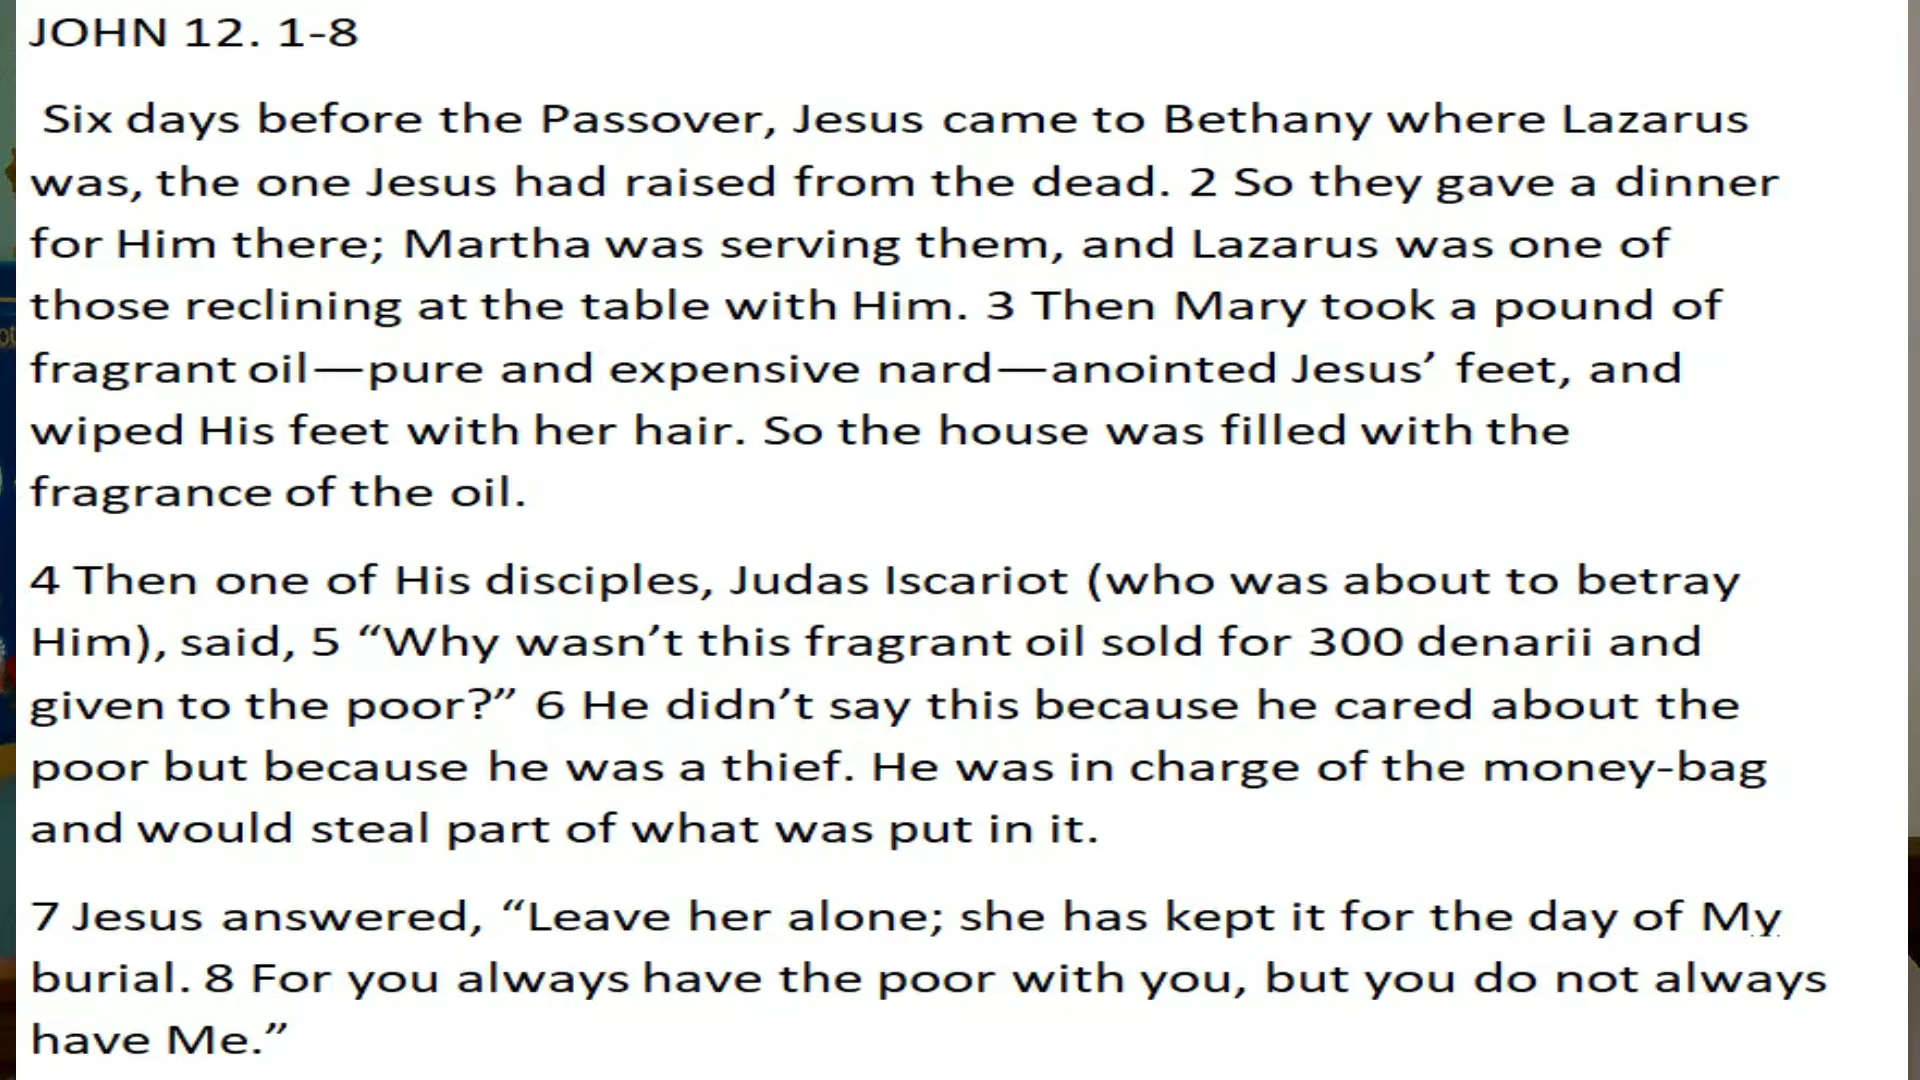 JOHN 12. 1-8
Six days before the Passover, Jesus came to Bethany where Lazarus
was, the one Jesus had raised from the dead. 2 So they gave a dinner
for Him there; Martha was serving them, and Lazarus was one of
those reclining at the table with Him. 3 Then Mary took a pound of
fragrant oil—pure and expensive nard—anointed Jesus’ feet, and
wiped His feet with her hair. So the house was filled with the
fragrance of the oil.
4 Then one of His disciples, Judas Iscariot (who was about to betray
Him), said, 5 “Why wasn’t this fragrant oil sold for 300 denarii and
given to the poor?” 6 He didn’t say this because he cared about the
poor but because he was a thief. He was in charge of the money-bag
and would steal part of what was put in it.
7 Jesus answered, “Leave her alone; she has kept it for the day of My
burial. 8 For you always have the poor with you, but you do not always
have Me.”